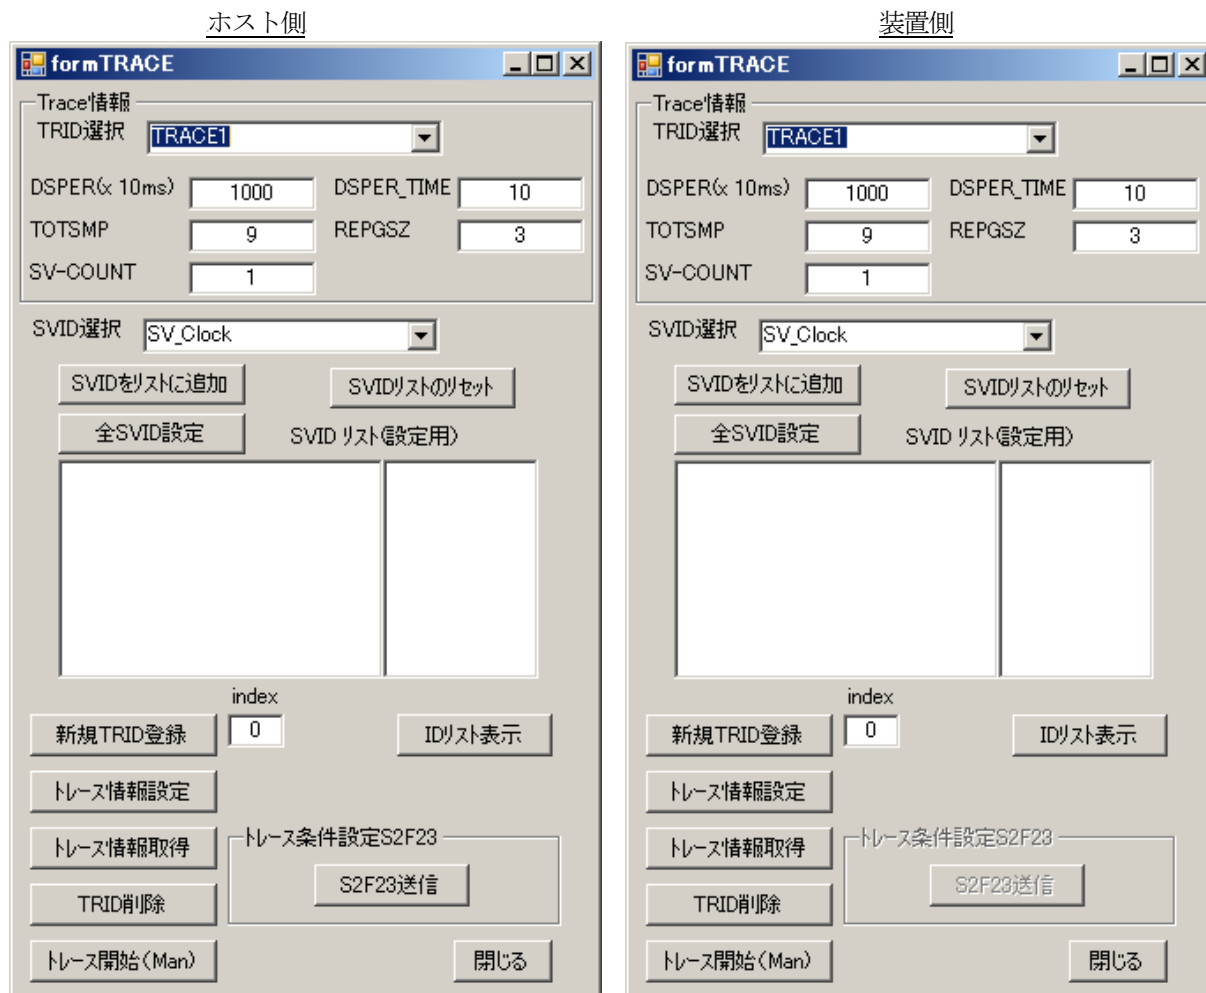 ホスト側
formTRACE
Trace情報
TRID選択 TRACE1
DSPER(x 10ms) 1000 DSPER_TIME 10
TOTSMP 9 REPGSZ 3
SV-COUNT 1
SVID選択 SV_Clock
SVIDをリストに追加 SVIDリストのリセット
全SVID設定 SVID リスト(設定用)
index
新規TRID登録 0 IDリスト表示
トレース情報設定
トレース情報取得 トレース条件設定S2F23
S2F23送信
TRID削除
トレース開始(Man) 閉じる
装置側
formTRACE
Trace情報
TRID選択 TRACE1
DSPER(x 10ms) 1000 DSPER_TIME 10
TOTSMP 9 REPGSZ 3
SV-COUNT 1
SVID選択 SV_Clock
SVIDをリストに追加 SVIDリストのリセット
全SVID設定 SVID リスト(設定用)
index
新規TRID登録 0 IDリスト表示
トレース情報設定
トレース情報取得 トレース条件設定S2F23
S2F23送信
TRID削除
トレース開始(Man) 閉じる